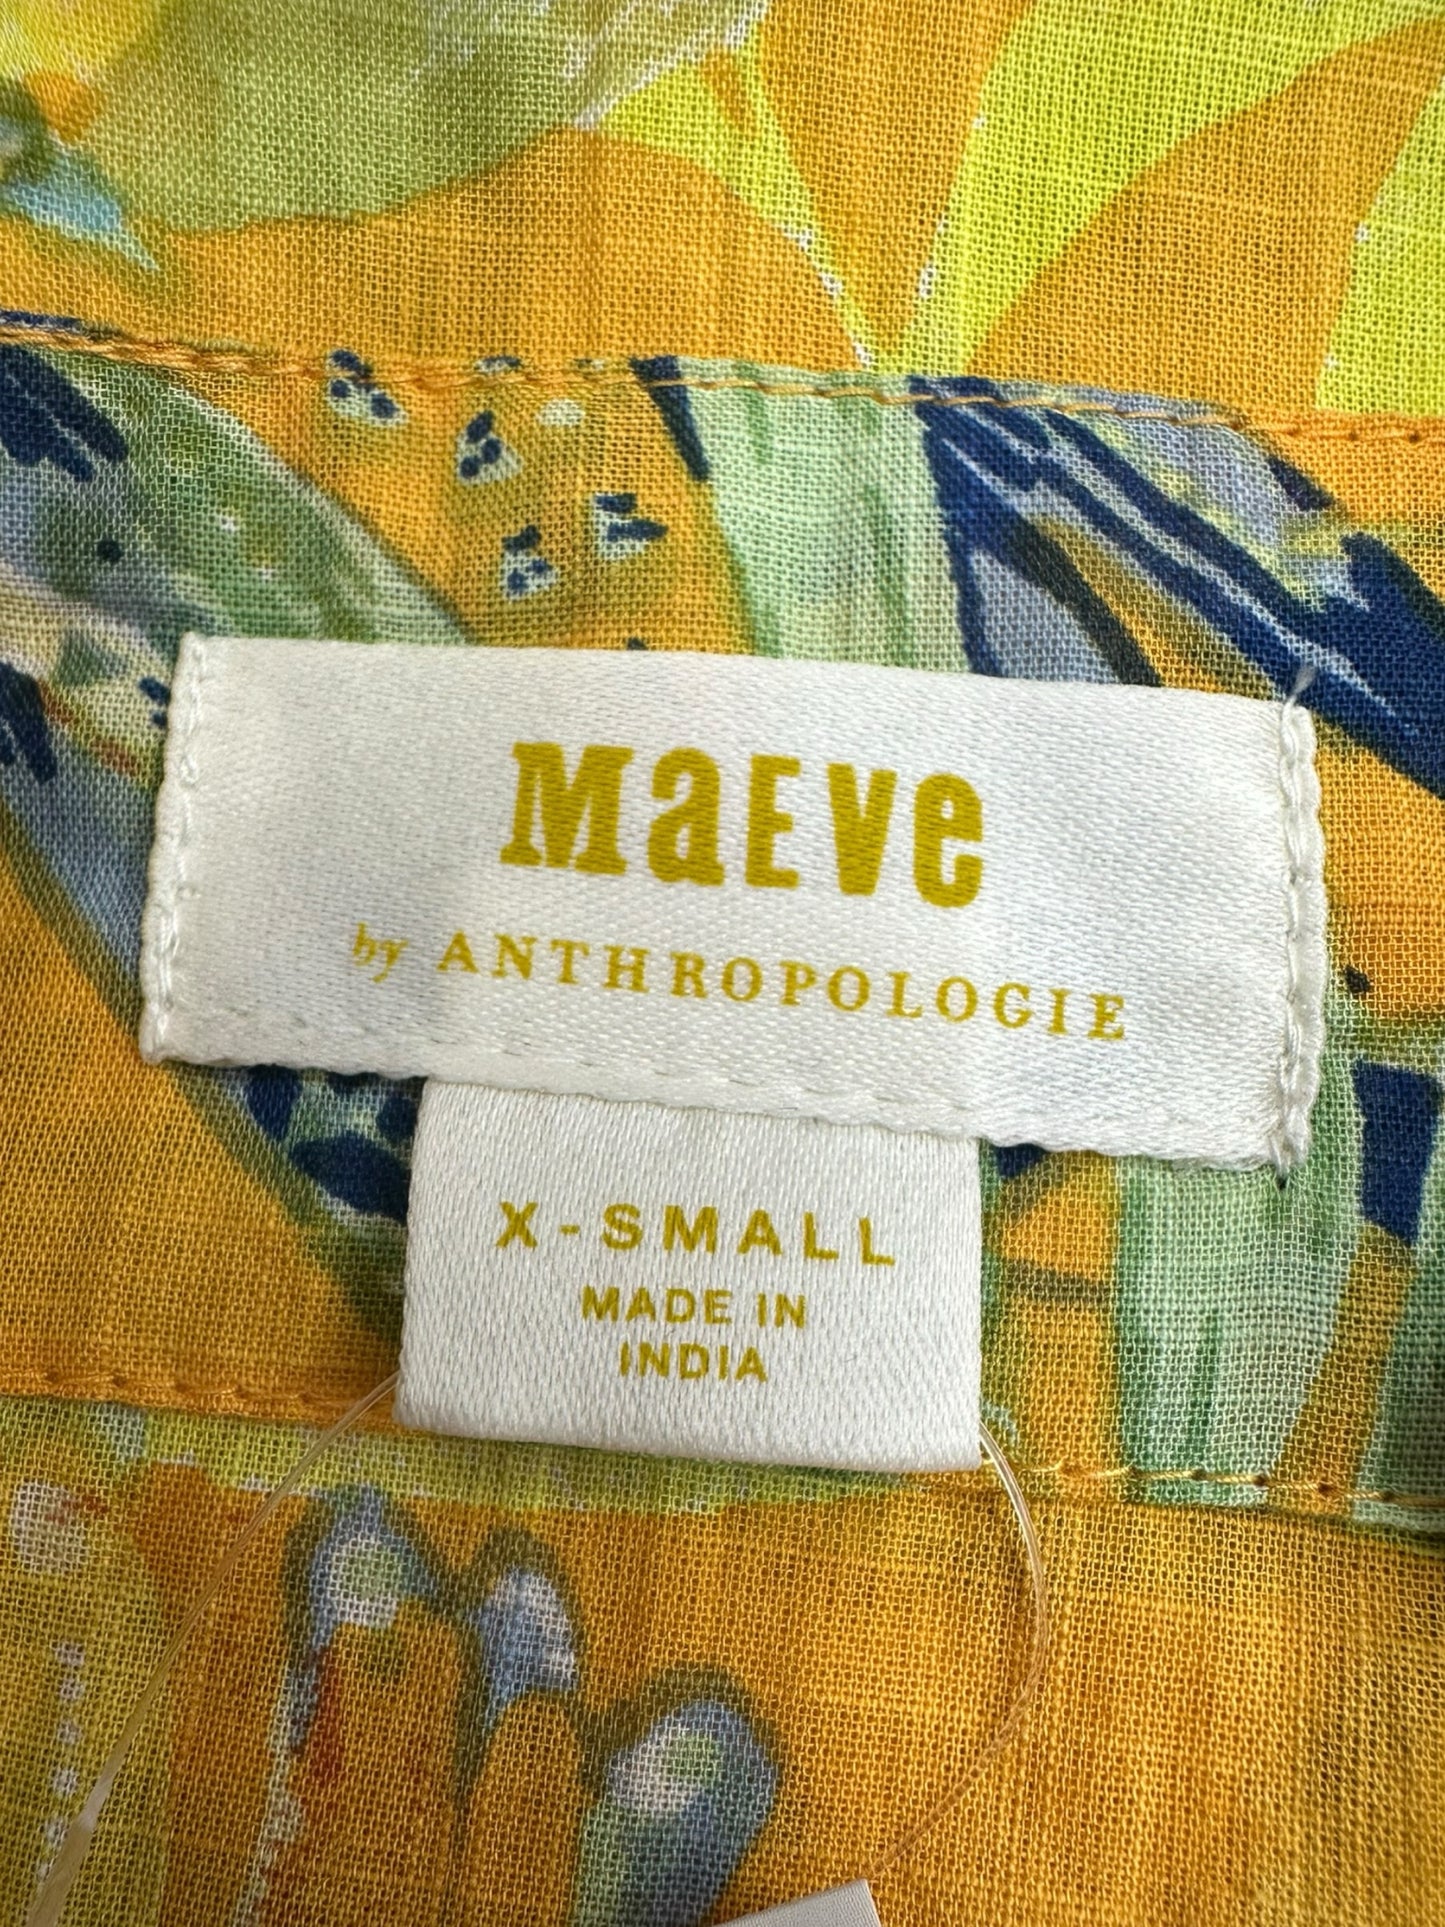 MaEve
by ANTHROPOLOGIE
X-SMALL
MADE IN
INDIA